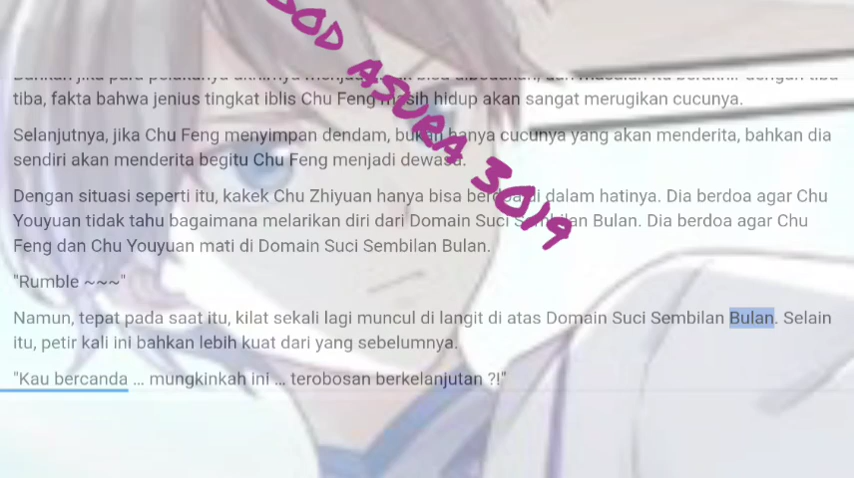 GOD ASURA 3019
tiba, fakta bahwa jenius tingkat iblis Chu Feng masih hidup akan sangat merugikan cucunya.
Selanjutnya, jika Chu Feng menyimpan dendam, bukan hanya cucunya yang akan menderita, bahkan dia
sendiri akan menderita begitu Chu Feng menjadi dewasa.
Dengan situasi seperti itu, kakek Chu Zhiyuan hanya bisa berdoa di dalam hatinya. Dia berdoa agar Chu
Youyuan tidak tahu bagaimana melarikan diri dari Domain Suci Sembilan Bulan. Dia berdoa agar Chu
Feng dan Chu Youyuan mati di Domain Suci Sembilan Bulan.
"Rumble ~~~"
Namun, tepat pada saat itu, kilat sekali lagi muncul di langit di atas Domain Suci Sembilan Bulan. Selain
itu, petir kali ini bahkan lebih kuat dari yang sebelumnya.
"Kau bercanda ... mungkinkah ini ... terobosan berkelanjutan ?!"